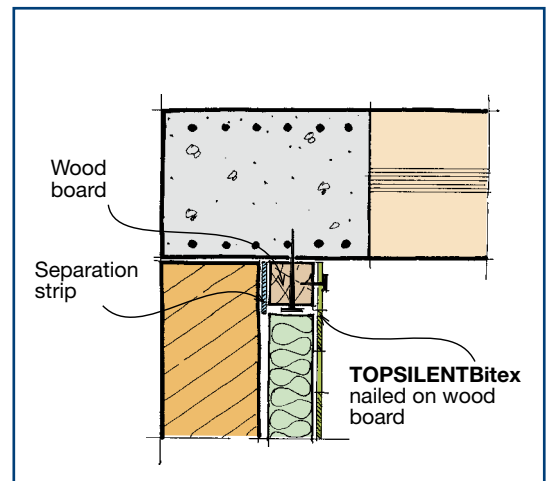 Wood
board
Separation
strip
TOPSILENTBitex
nailed on wood
board